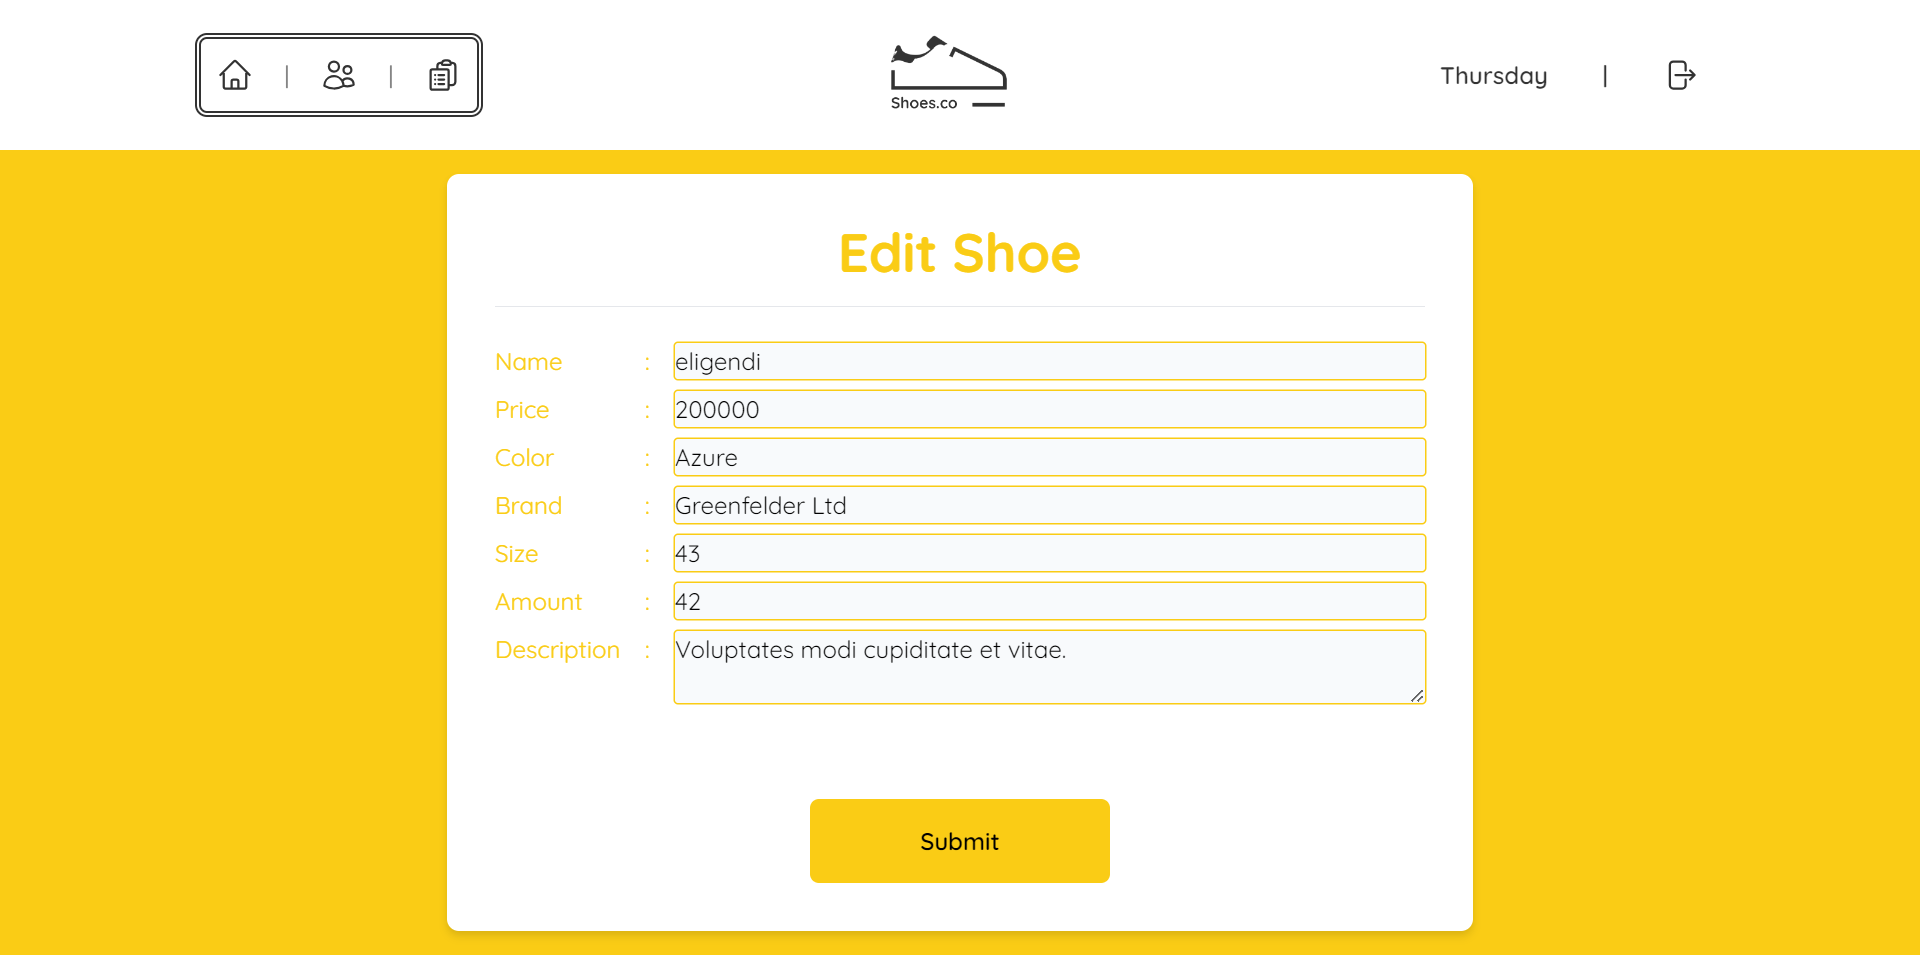 Shoes.co
Thursday |
Edit Shoe
Name : eligendi
Price : 200000
Color : Azure
Brand : Greenfelder Ltd
Size : 43
Amount : 42
Description : Voluptates modi cupiditate et vitae.
Submit